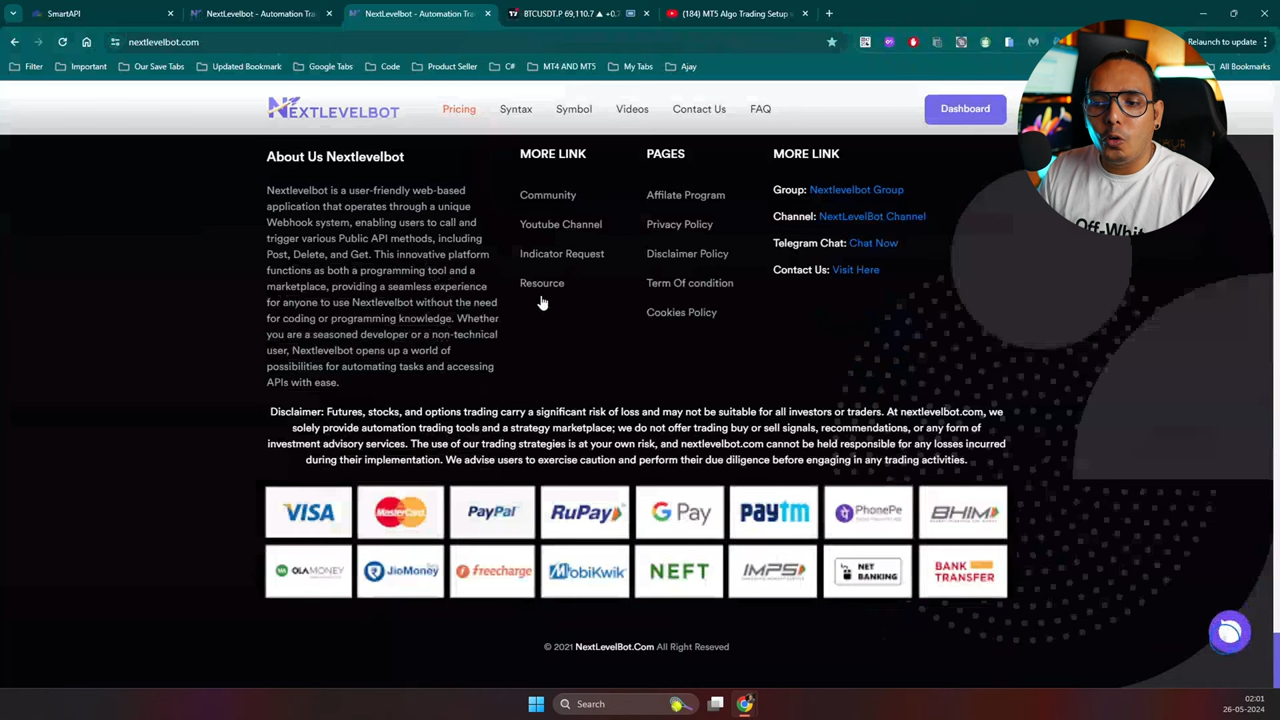 SmartAPI
NextLevelbot - Automation Tra
NextLevelbot - Automation Tra
BTCUSDT.P 69,110.7 ▲ +0.
(184) MT5 Algo Trading Setup
nextlevelbot.com
Relaunch to update
Filter
Important
Our Save Tabs
Updated Bookmark
Google Tabs
Code
Product Seller
C#
MT4 AND MT5
My Tabs
Ajay
All Bookmarks
NEXTLEVELBOT
Pricing
Syntax
Symbol
Videos
Contact Us
FAQ
Dashboard
About Us Nextlevelbot
Nextlevelbot is a user-friendly web-based
application that operates through a unique
Webhook system, enabling users to call and
trigger various Public API methods, including
Post, Delete, and Get. This innovative platform
functions as both a programming tool and a
marketplace, providing a seamless experience
for anyone to use Nextlevelbot without the need
for coding or programming knowledge. Whether
you are a seasoned developer or a non-technical
user, Nextlevelbot opens up a world of
possibilities for automating tasks and accessing
APIs with ease.
MORE LINK
Community
Youtube Channel
Indicator Request
Resource
PAGES
Affilate Program
Privacy Policy
Disclaimer Policy
Term Of condition
Cookies Policy
MORE LINK
Group: Nextlevelbot Group
Channel: NextLevelBot Channel
Telegram Chat: Chat Now
Contact Us: Visit Here
Off-White
Disclaimer: Futures, stocks, and options trading carry a significant risk of loss and may not be suitable for all investors or traders. At nextlevelbot.com, we
solely provide automation trading tools and a strategy marketplace; we do not offer trading buy or sell signals, recommendations, or any form of
investment advisory services. The use of our trading strategies is at your own risk, and nextlevelbot.com cannot be held responsible for any losses incurred
during their implementation. We advise users to exercise caution and perform their due diligence before engaging in any trading activities.
VISA
MasterCard
PayPal
RuPay
G Pay
paytm
PhonePe
BHIM
OLAMONEY
JioMoney
freecharge
MobiKwik
NEFT
IMPS
NET
BANKING
BANK
TRANSFER
© 2021 NextLevelBot.Com All Right Reseved
Search
02:01
26-05-2024